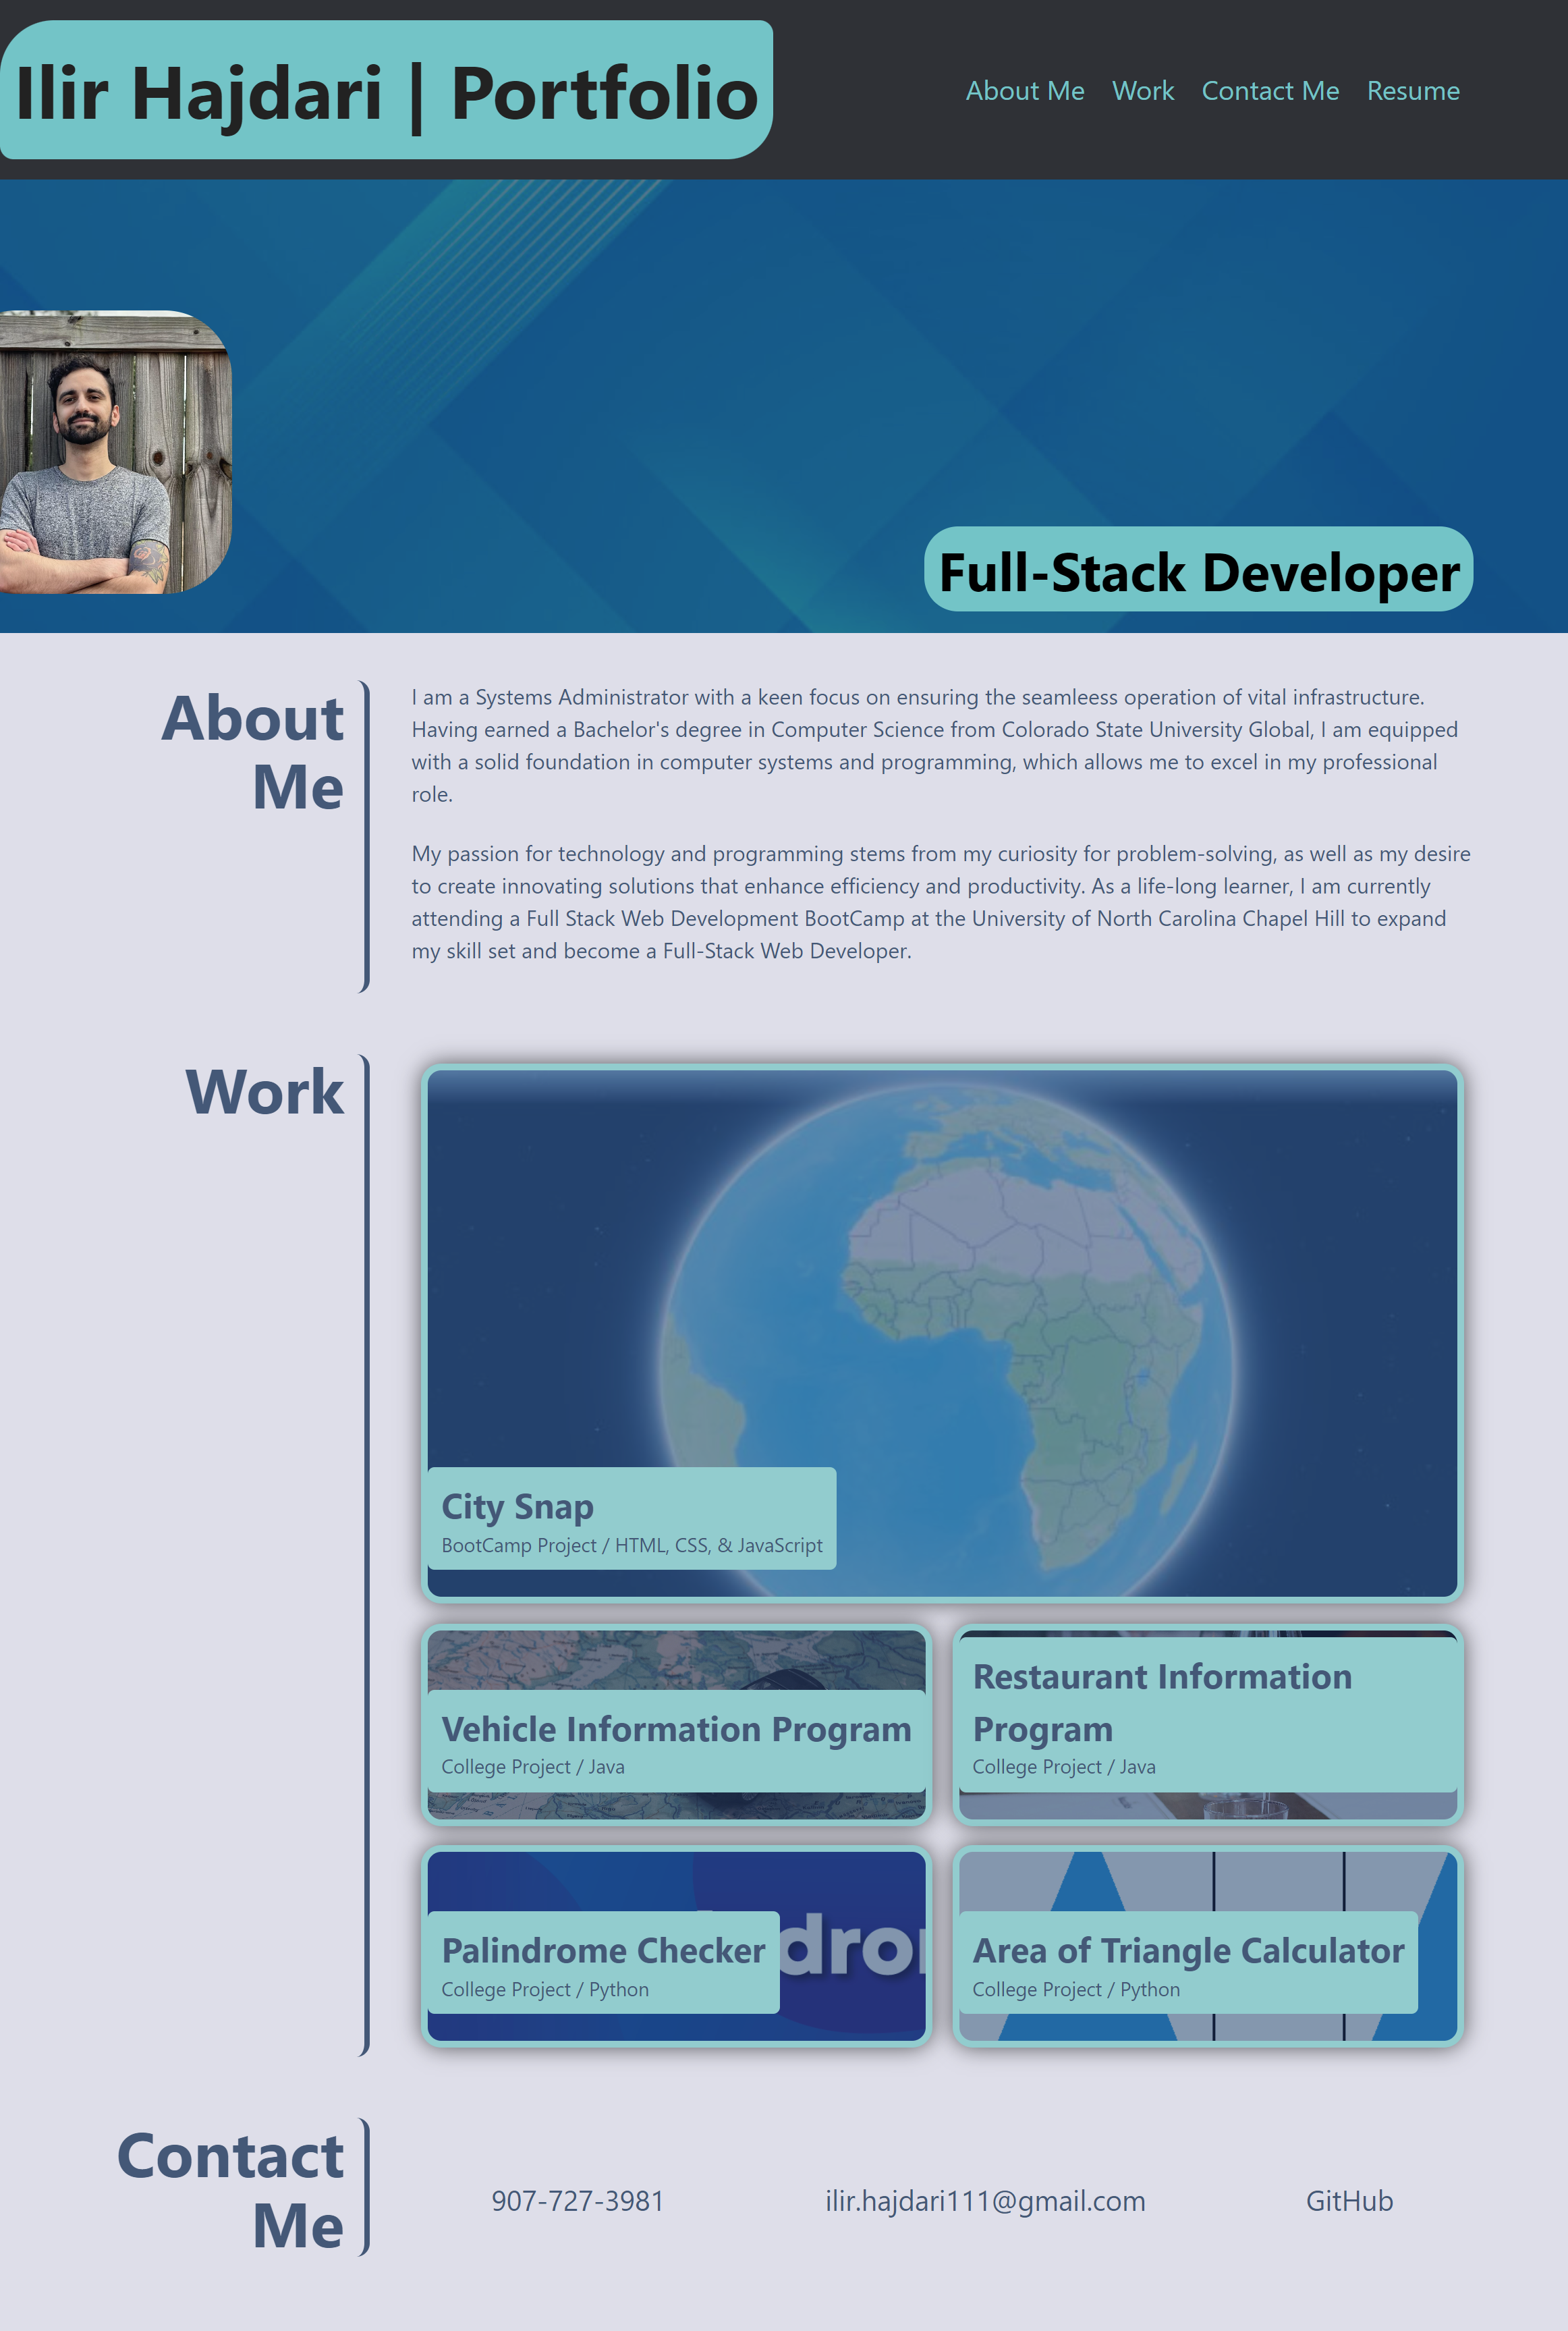 Ilir Hajdari | Portfolio
About Me
Work
Contact Me
Resume
Full-Stack Developer
About
Me
I am a Systems Administrator with a keen focus on ensuring the seamleess operation of vital infrastructure.
Having earned a Bachelor's degree in Computer Science from Colorado State University Global, I am equipped
with a solid foundation in computer systems and programming, which allows me to excel in my professional
role.
My passion for technology and programming stems from my curiosity for problem-solving, as well as my desire
to create innovating solutions that enhance efficiency and productivity. As a life-long learner, I am currently
attending a Full Stack Web Development BootCamp at the University of North Carolina Chapel Hill to expand
my skill set and become a Full-Stack Web Developer.
Work
City Snap
BootCamp Project / HTML, CSS, & JavaScript
Vehicle Information Program
College Project / Java
Restaurant Information
Program
College Project / Java
Palindrome Checker
College Project / Python
Area of Triangle Calculator
College Project / Python
Contact
Me
907-727-3981
ilir.hajdari111@gmail.com
GitHub